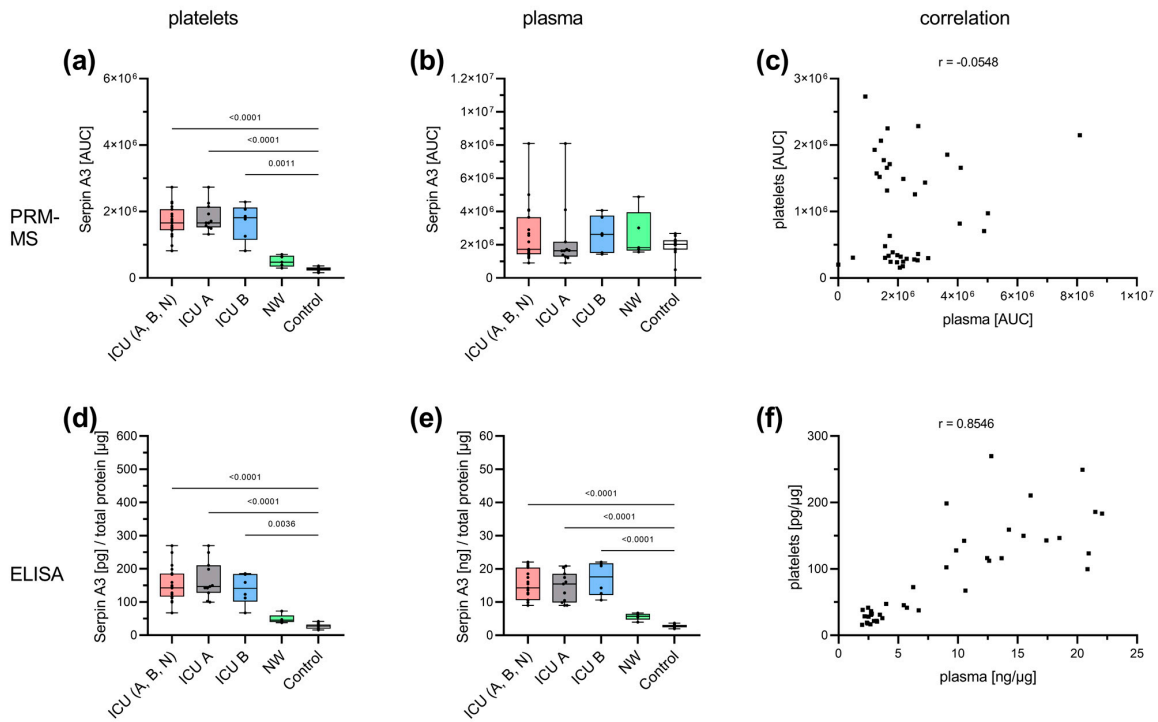 platelets
plasma
correlation
PRM-
MS
(a)
Serpin A3 [AUC]
6×10⁶
4×10⁶
2×10⁶
0
<0.0001
<0.0001
0.0011
ICU (A, B, N)
ICU A
ICU B
NW
Control
(b)
Serpin A3 [AUC]
1.2×10⁷
1×10⁷
8×10⁶
6×10⁶
4×10⁶
2×10⁶
0
ICU (A, B, N)
ICU A
ICU B
NW
Control
(c)
r = -0.0548
platelets [AUC]
3×10⁶
2×10⁶
1×10⁶
0
0
2×10⁶
4×10⁶
6×10⁶
8×10⁶
1×10⁷
plasma [AUC]
ELISA
(d)
Serpin A3 [pg] / total protein [µg]
600
500
400
300
200
100
0
<0.0001
<0.0001
0.0036
ICU (A, B, N)
ICU A
ICU B
NW
Control
(e)
Serpin A3 [ng] / total protein [µg]
60
50
40
30
20
10
0
<0.0001
<0.0001
<0.0001
ICU (A, B, N)
ICU A
ICU B
NW
Control
(f)
r = 0.8546
platelets [pg/µg]
300
200
100
0
0
5
10
15
20
25
plasma [ng/µg]